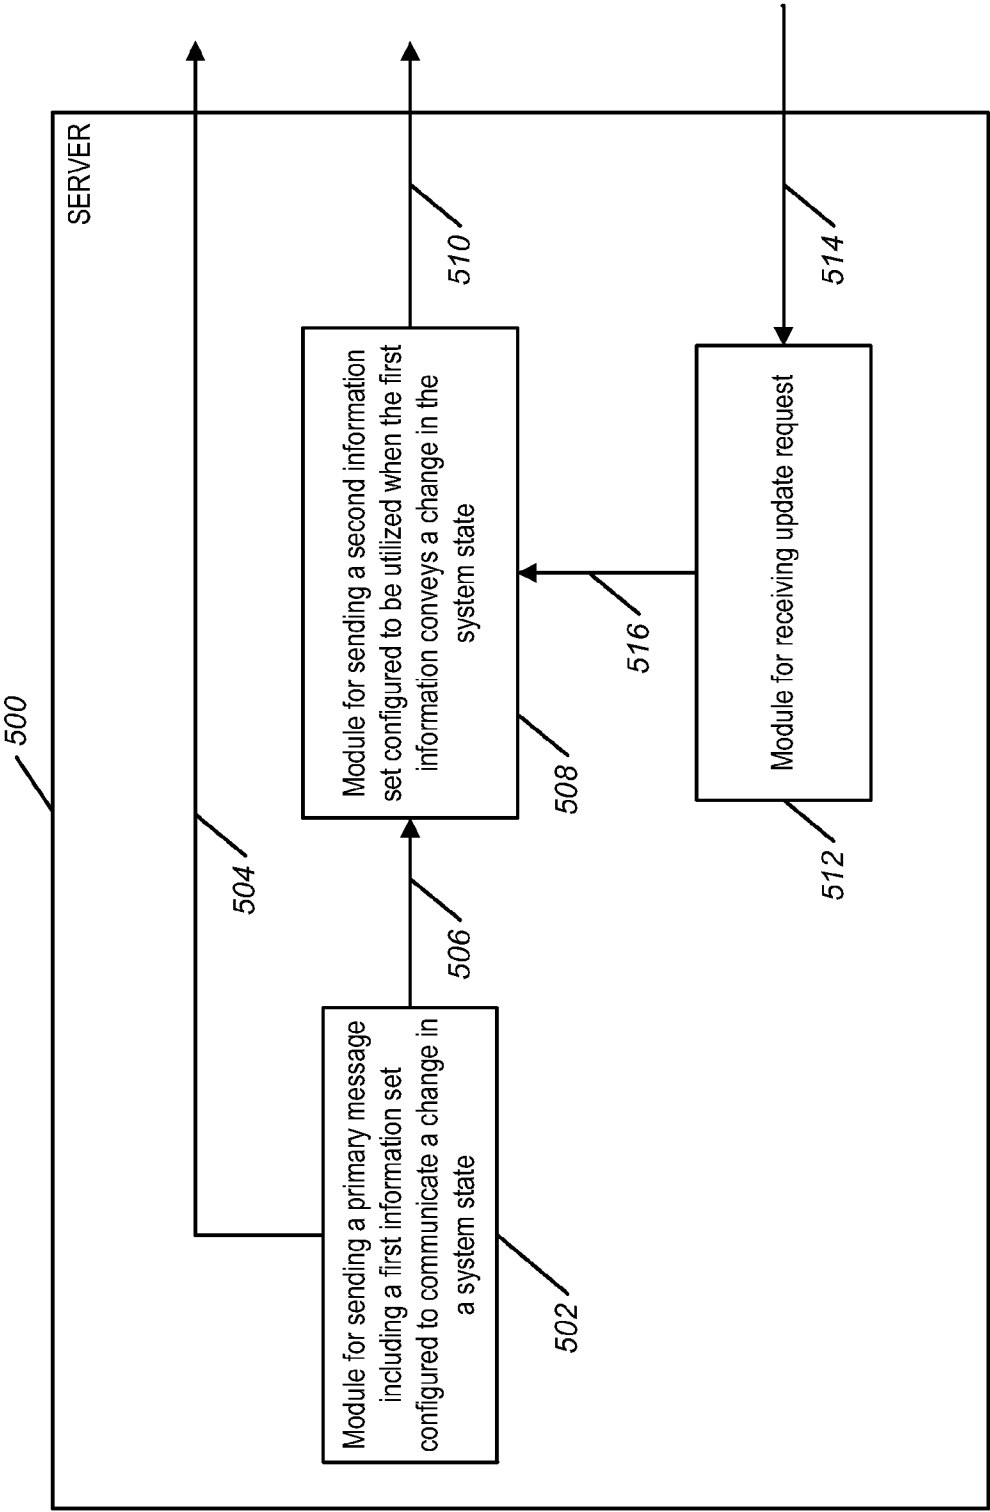 500
SERVER
504
Module for sending a primary message
including a first information set
configured to communicate a change in
a system state
502
506
Module for sending a second information
set configured to be utilized when the first
information conveys a change in the
system state
508
510
516
Module for receiving update request
512
514